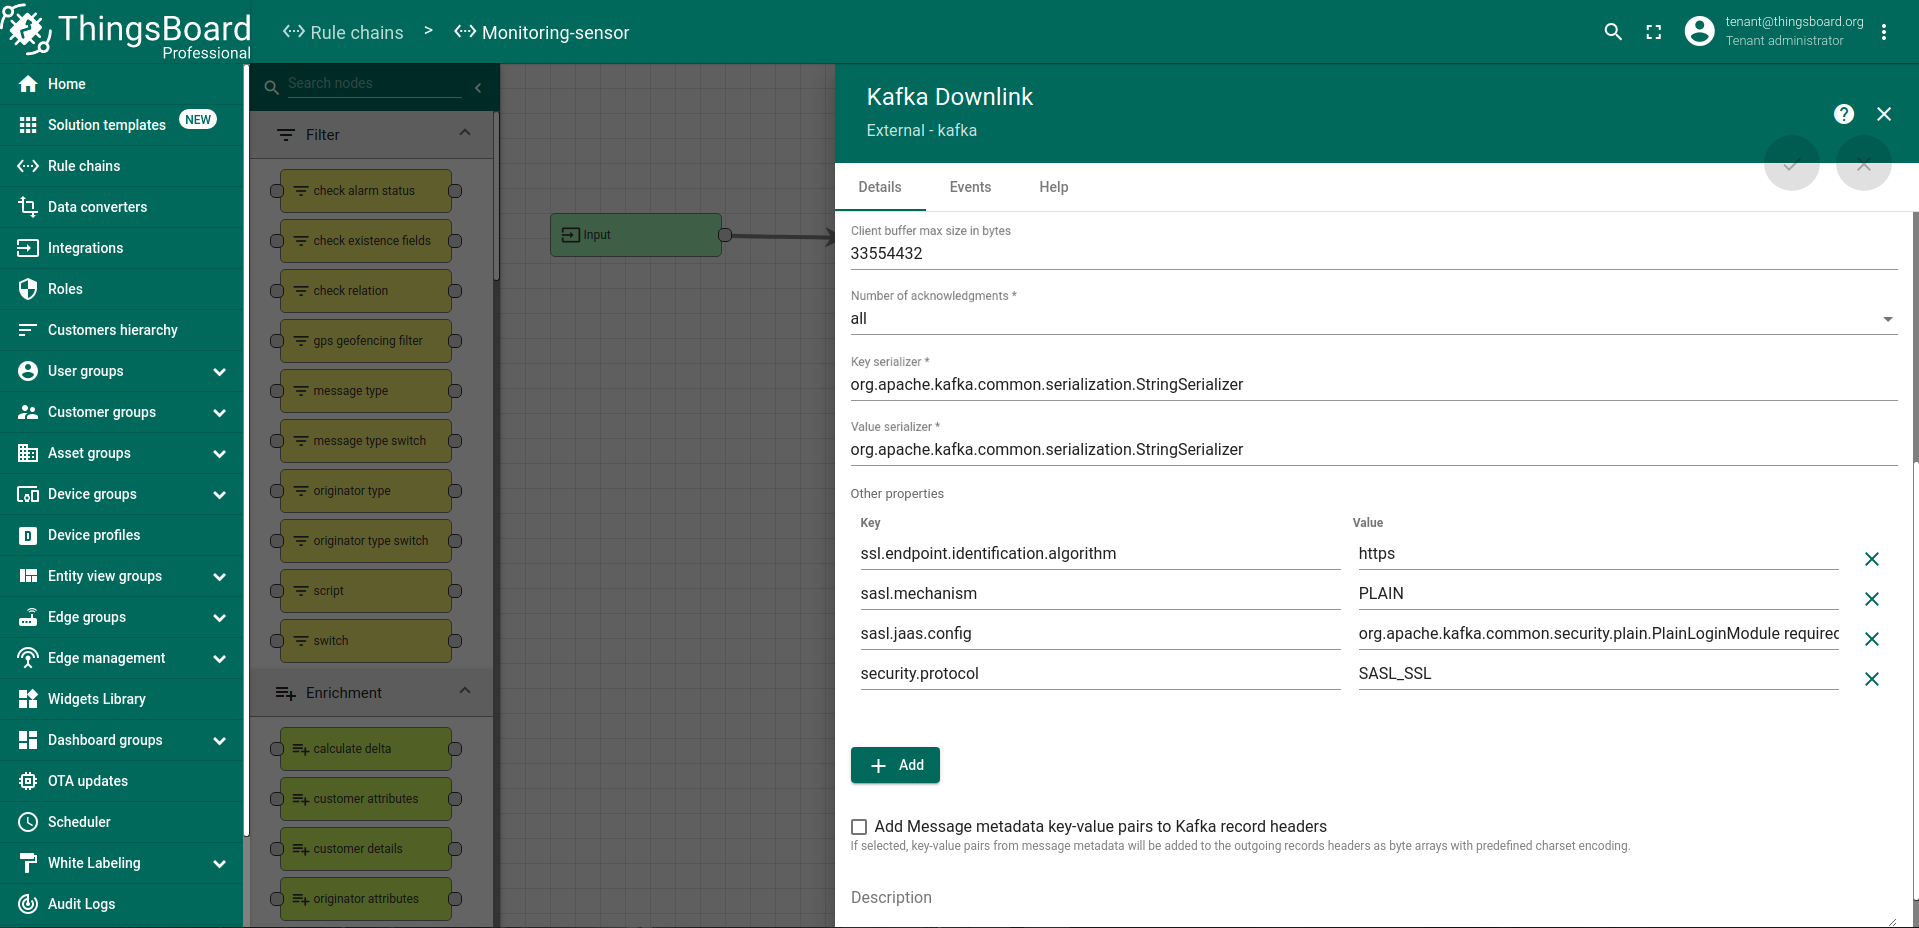 ThingsBoard
Professional
Rule chains > Monitoring-sensor
tenant@thingsboard.org
Tenant administrator
Home
Solution templates NEW
Rule chains
Data converters
Integrations
Roles
Customers hierarchy
User groups
Customer groups
Asset groups
Device groups
Device profiles
Entity view groups
Edge groups
Edge management
Widgets Library
Dashboard groups
OTA updates
Scheduler
White Labeling
Audit Logs
Search nodes
Filter
check alarm status
check existence fields
check relation
gps geofencing filter
message type
message type switch
originator type
originator type switch
script
switch
Enrichment
calculate delta
customer attributes
customer details
originator attributes
Input
Kafka Downlink
External - kafka
Details Events Help
Client buffer max size in bytes
33554432
Number of acknowledgments *
all
Key serializer *
org.apache.kafka.common.serialization.StringSerializer
Value serializer *
org.apache.kafka.common.serialization.StringSerializer
Other properties
Key Value
ssl.endpoint.identification.algorithm https
sasl.mechanism PLAIN
sasl.jaas.config org.apache.kafka.common.security.plain.PlainLoginModule required
security.protocol SASL_SSL
Add
Add Message metadata key-value pairs to Kafka record headers
If selected, key-value pairs from message metadata will be added to the outgoing records headers as byte arrays with predefined charset encoding.
Description